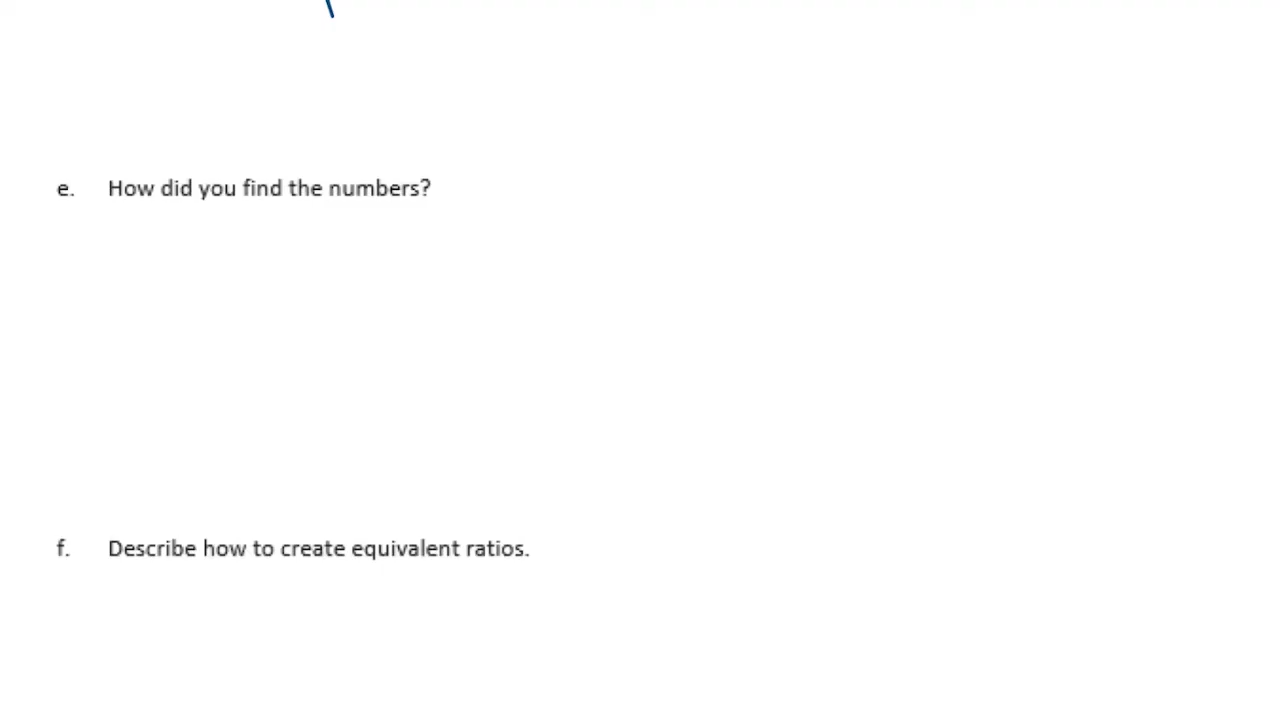 e. How did you find the numbers?
f. Describe how to create equivalent ratios.